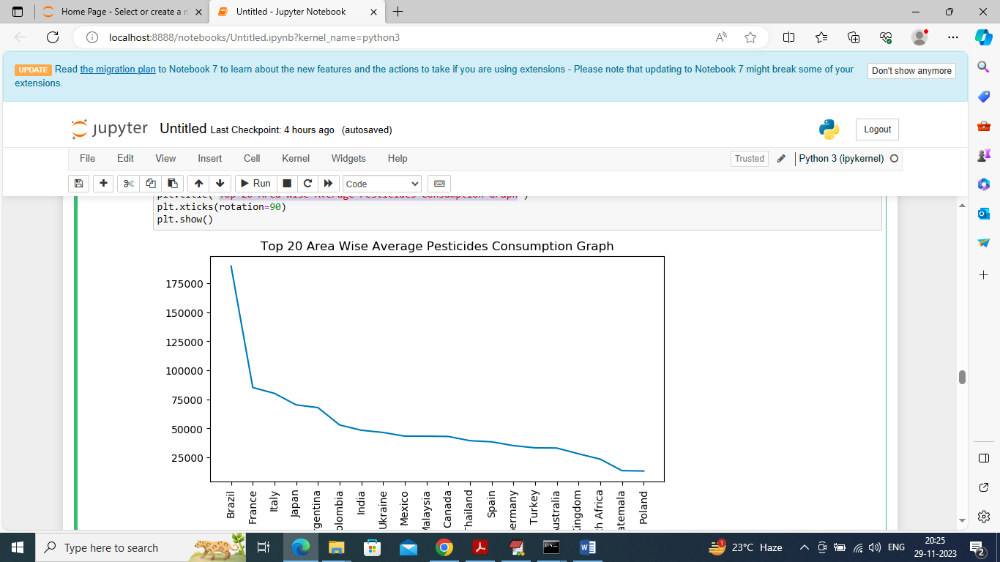 Home Page - Select or create a n
Untitled - Jupyter Notebook
localhost:8888/notebooks/Untitled.ipynb?kernel_name=python3
UPDATE Read the migration plan to Notebook 7 to learn about the new features and the actions to take if you are using extensions - Please note that updating to Notebook 7 might break some of your
extensions.
Don't show anymore
jupyter Untitled Last Checkpoint: 4 hours ago (autosaved)
Logout
File Edit View Insert Cell Kernel Widgets Help
Trusted Python 3 (ipykernel)
Run Code
plt.title("Top 20 Area Wise Average Pesticides Consumption Graph")
plt.xticks(rotation=90)
plt.show()
Top 20 Area Wise Average Pesticides Consumption Graph
175000
150000
125000
100000
75000
50000
25000
Brazil
France
Italy
Japan
rgentina
olombia
India
Ukraine
Mexico
Malaysia
Canada
Thailand
Spain
ermany
Turkey
ustralia
ingdom
h Africa
atemala
Poland
Type here to search
23°C Haze
ENG
20:25
29-11-2023
2